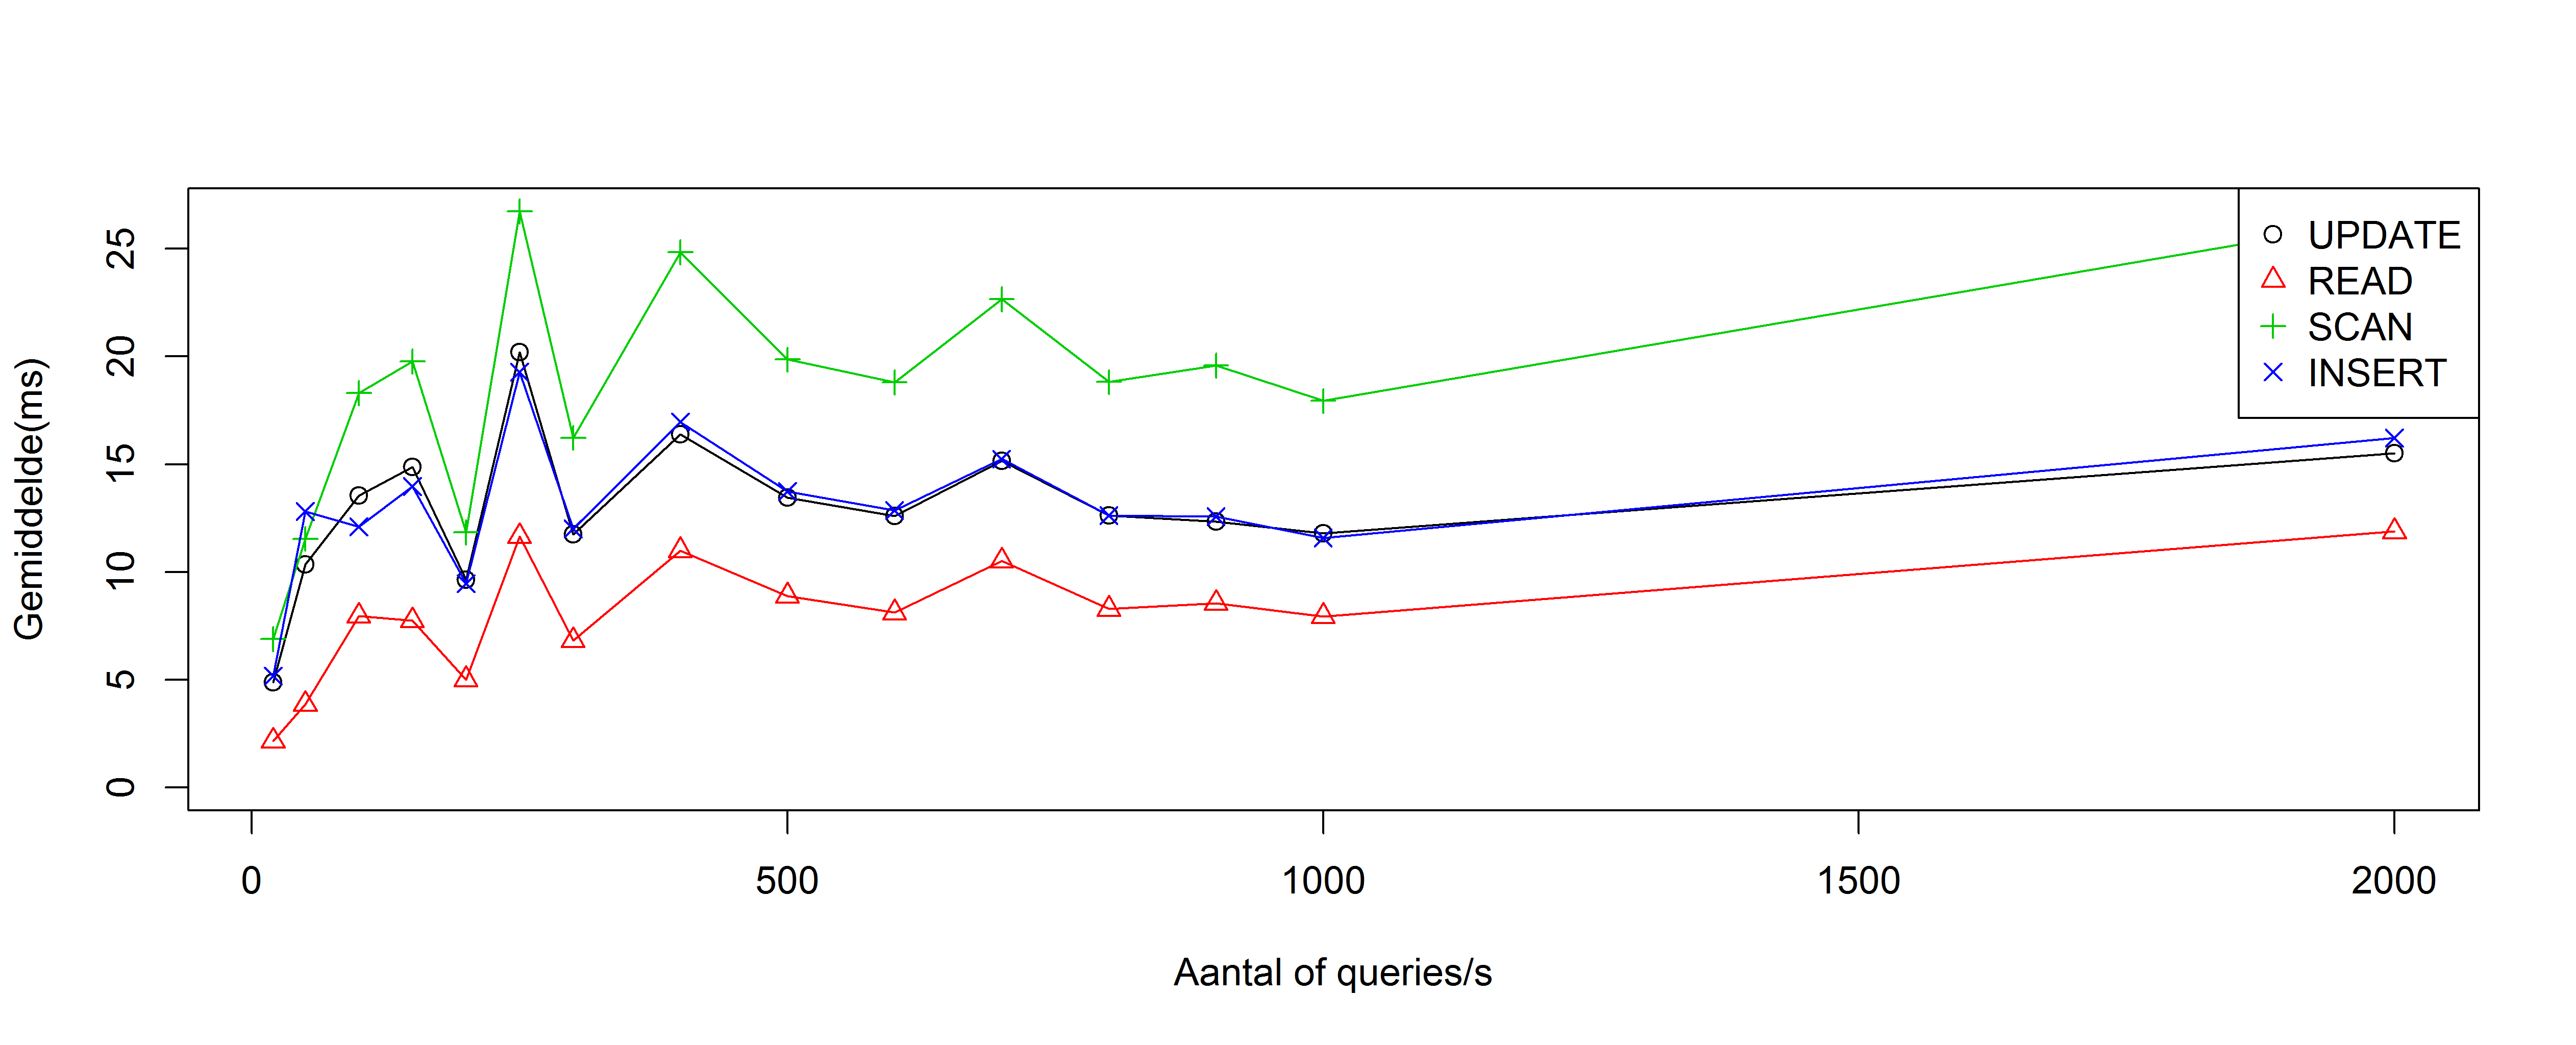 Gemiddelde(ms)
25
20
15
10
5
0
0 500 1000 1500 2000
Aantal of queries/s
UPDATE
READ
SCAN
INSERT